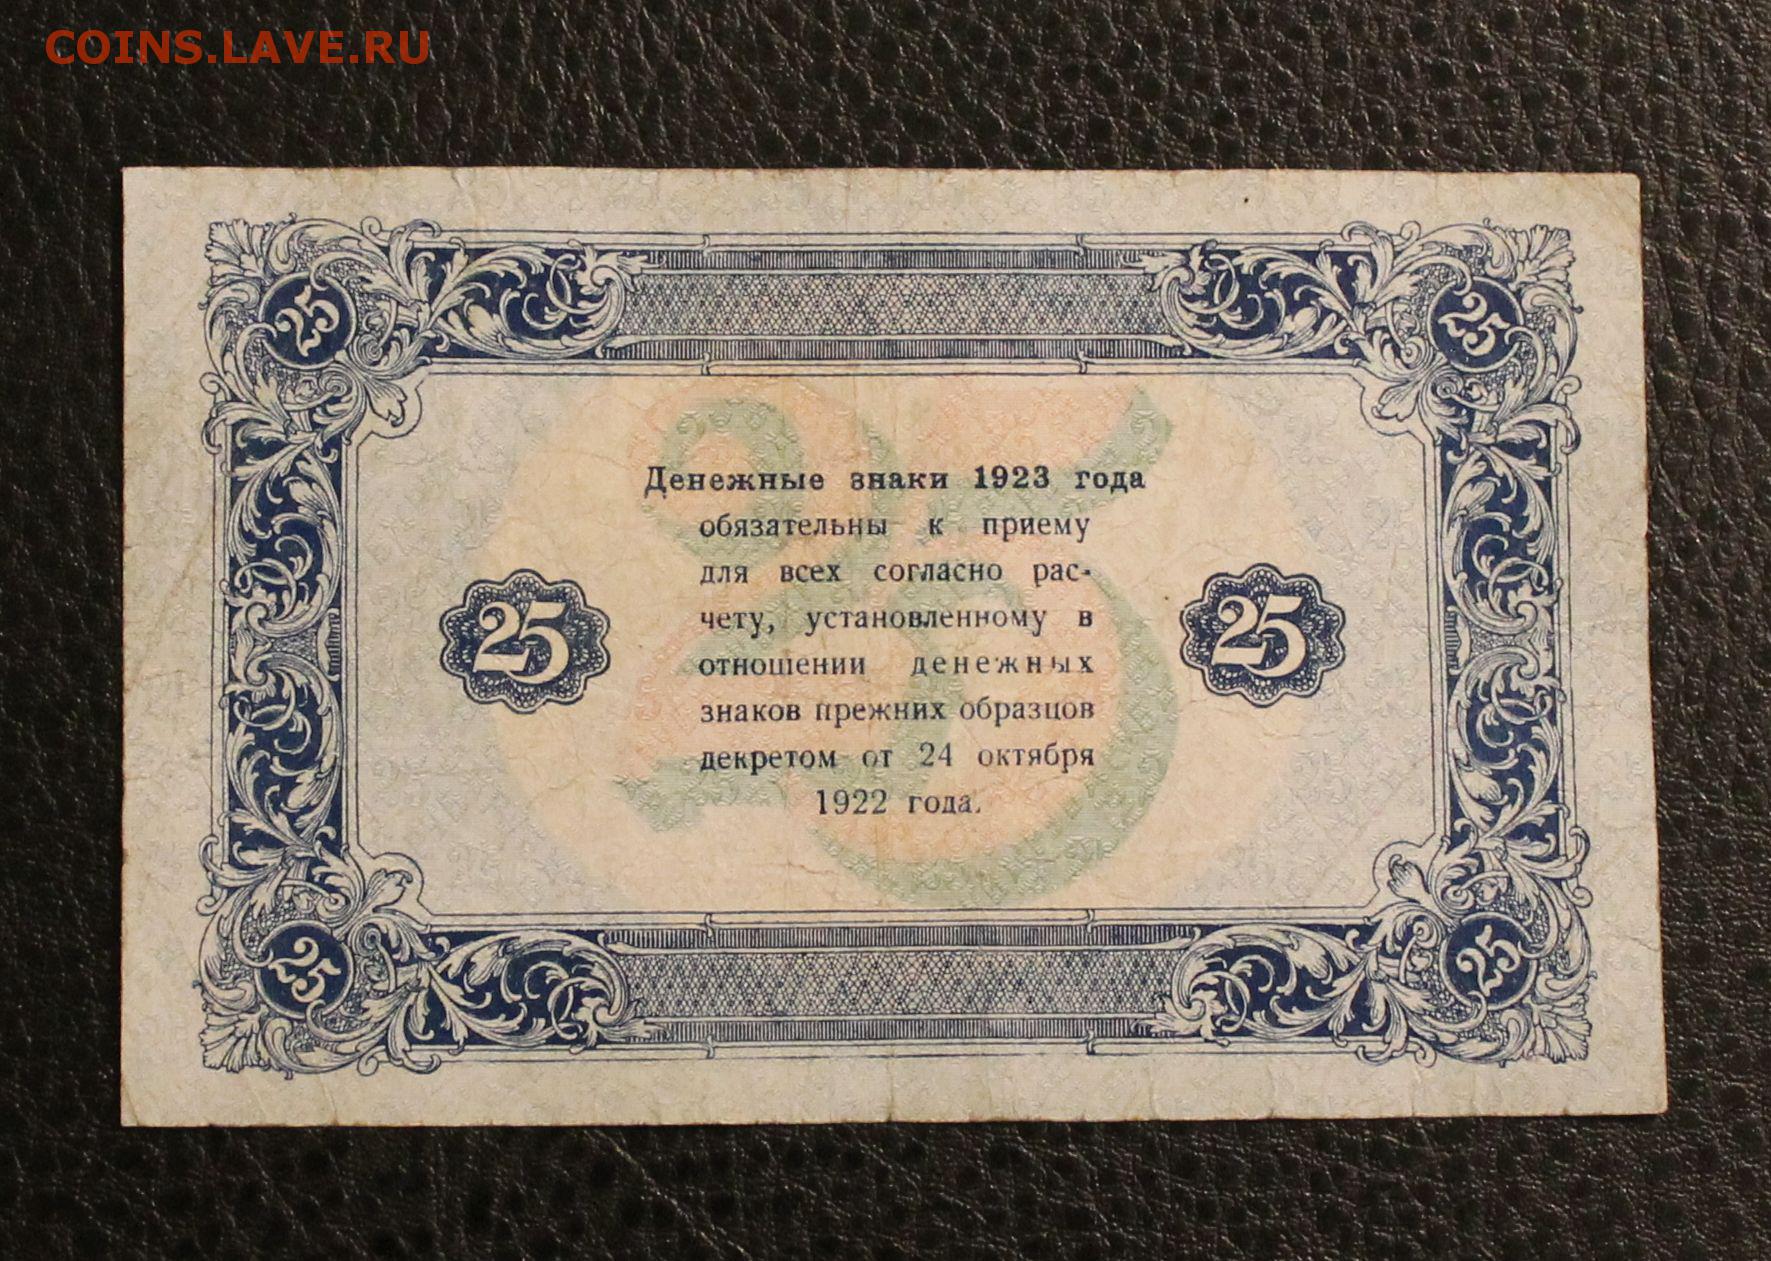 COINS.LAVE.RU
25 25
Денежные знаки 1923 года
обязательны к приему
для всех согласно рас-
чету, установленному в
отношении денежных
знаков прежних образцов
декретом от 24 октября
1922 года.
25 25
25 25